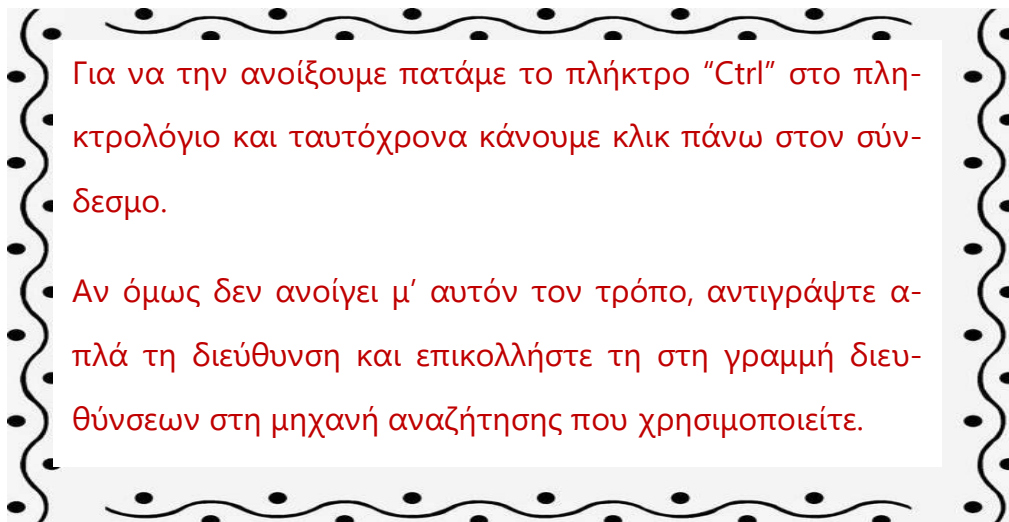 Για να την ανοίξουμε πατάμε το πλήκτρο “Ctrl” στο πλη-
κτρολόγιο και ταυτόχρονα κάνουμε κλικ πάνω στον σύν-
δεσμο.
Αν όμως δεν ανοίγει μ’ αυτόν τον τρόπο, αντιγράψτε α-
πλά τη διεύθυνση και επικολλήστε τη στη γραμμή διευ-
θύνσεων στη μηχανή αναζήτησης που χρησιμοποιείτε.